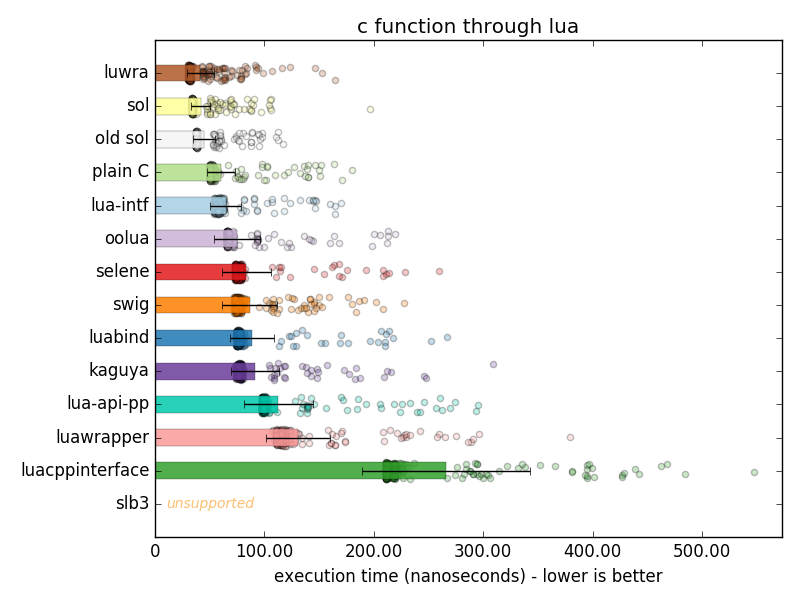 c function through lua
luwra
sol
old sol
plain C
lua-intf
oolua
selene
swig
luabind
kaguya
lua-api-pp
luawrapper
luacppinterface
slb3 unsupported
0 100.00 200.00 300.00 400.00 500.00
execution time (nanoseconds) - lower is better